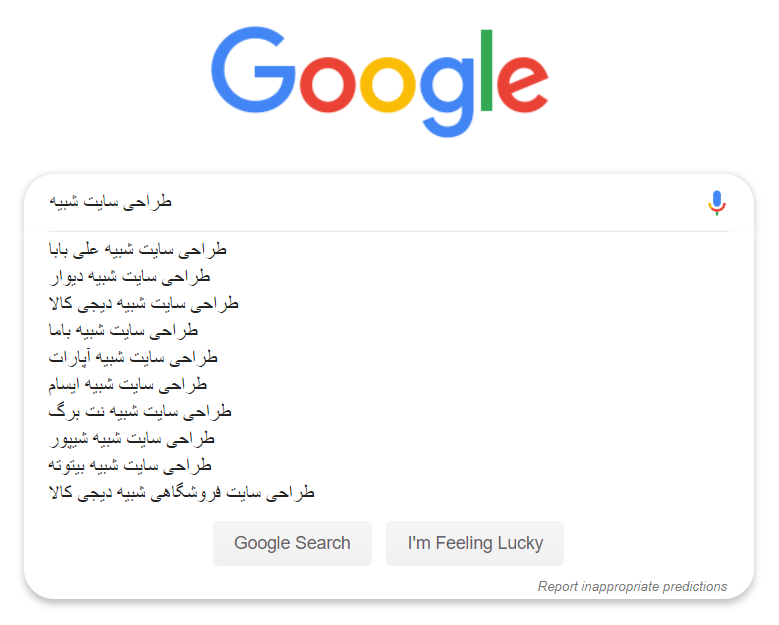 Google
طراحی سایت شبیه
طراحی سایت شبیه علی بابا
طراحی سایت شبیه دیوار
طراحی سایت شبیه دیجی کالا
طراحی سایت شبیه باما
طراحی سایت شبیه آپارات
طراحی سایت شبیه ایسام
طراحی سایت شبیه نت برگ
طراحی سایت شبیه شیپور
طراحی سایت شبیه بیتوته
طراحی سایت فروشگاهی شبیه دیجی کالا
Google Search I'm Feeling Lucky
Report inappropriate predictions